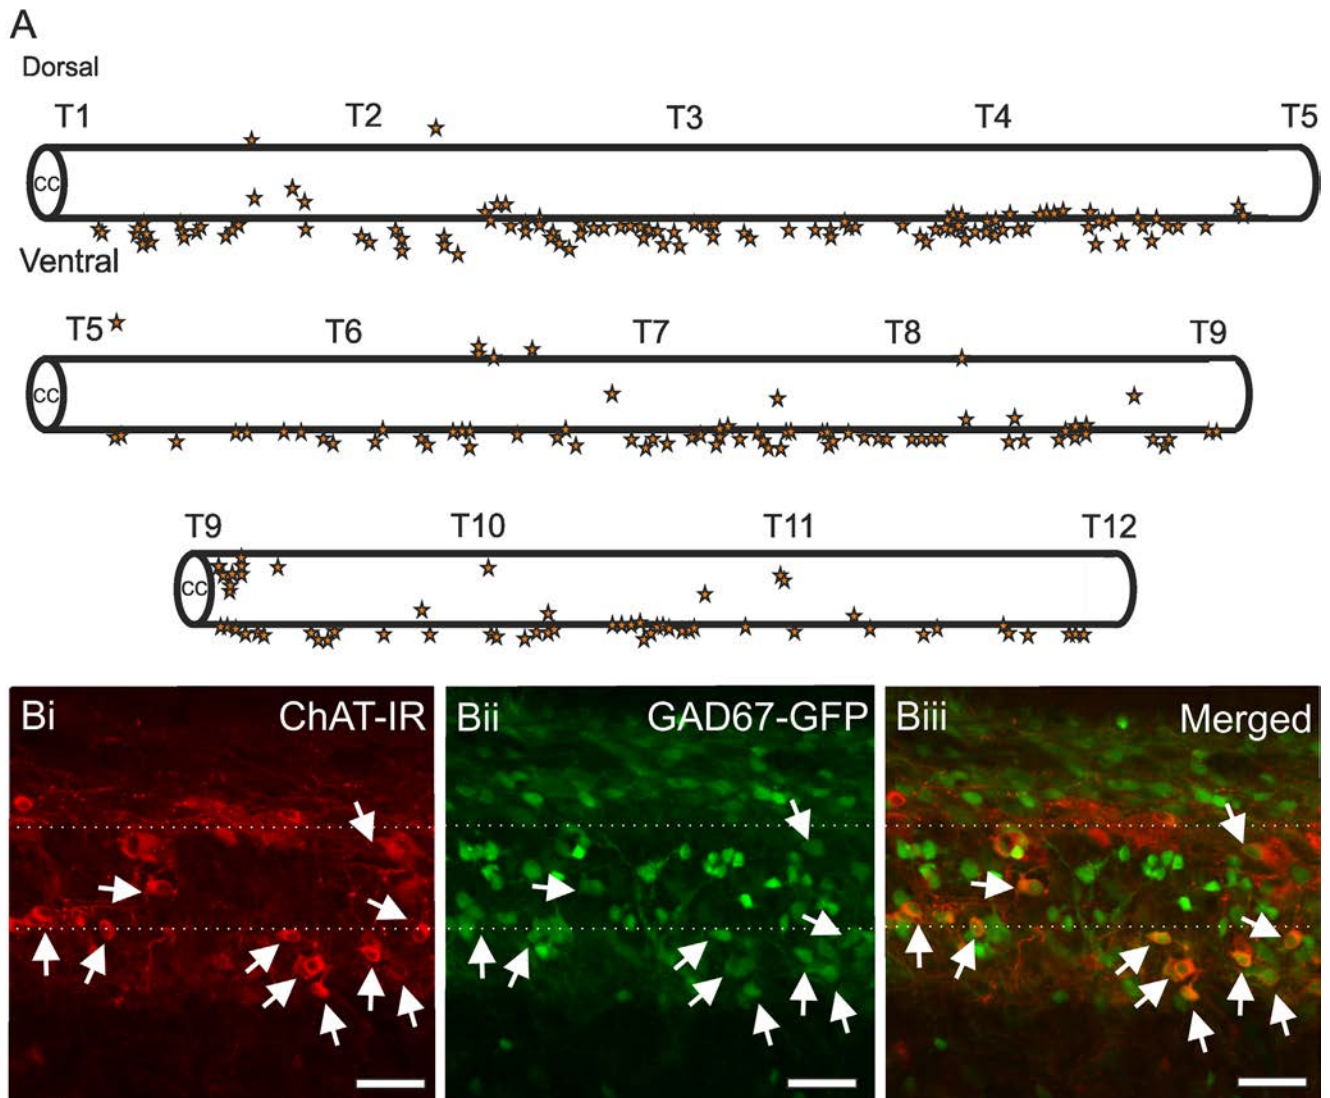 A
Dorsal
T1 T2 T3 T4 T5
CC
Ventral
T5 T6 T7 T8 T9
CC
T9 T10 T11 T12
CC
Bi ChAT-IR Bii GAD67-GFP Biii Merged